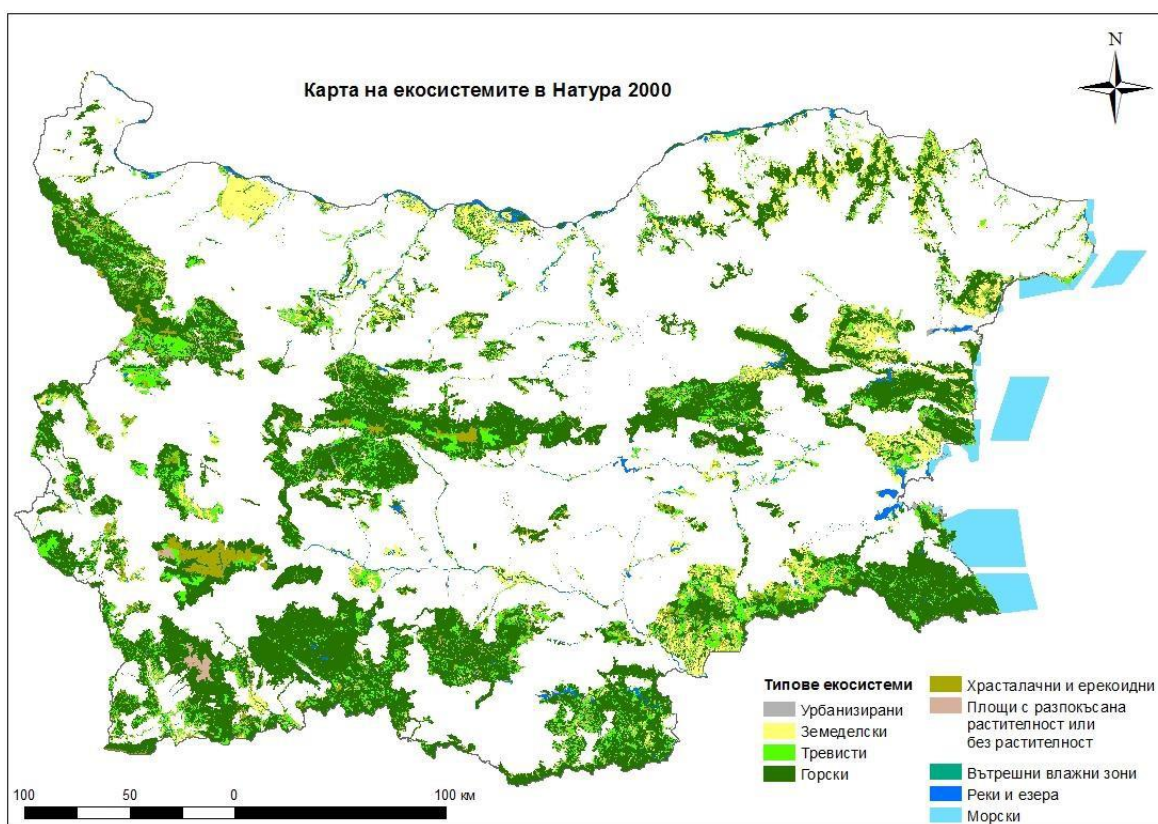 N
Карта на екосистемите в Натура 2000
Типове екосистеми
Урбанизирани
Земеделски
Тревисти
Горски
Храсталачни и ерекоидни
Площи с разпокъсана
растителност или
без растителност
Вътрешни влажни зони
Реки и езера
Морски
100 50 0 100 км